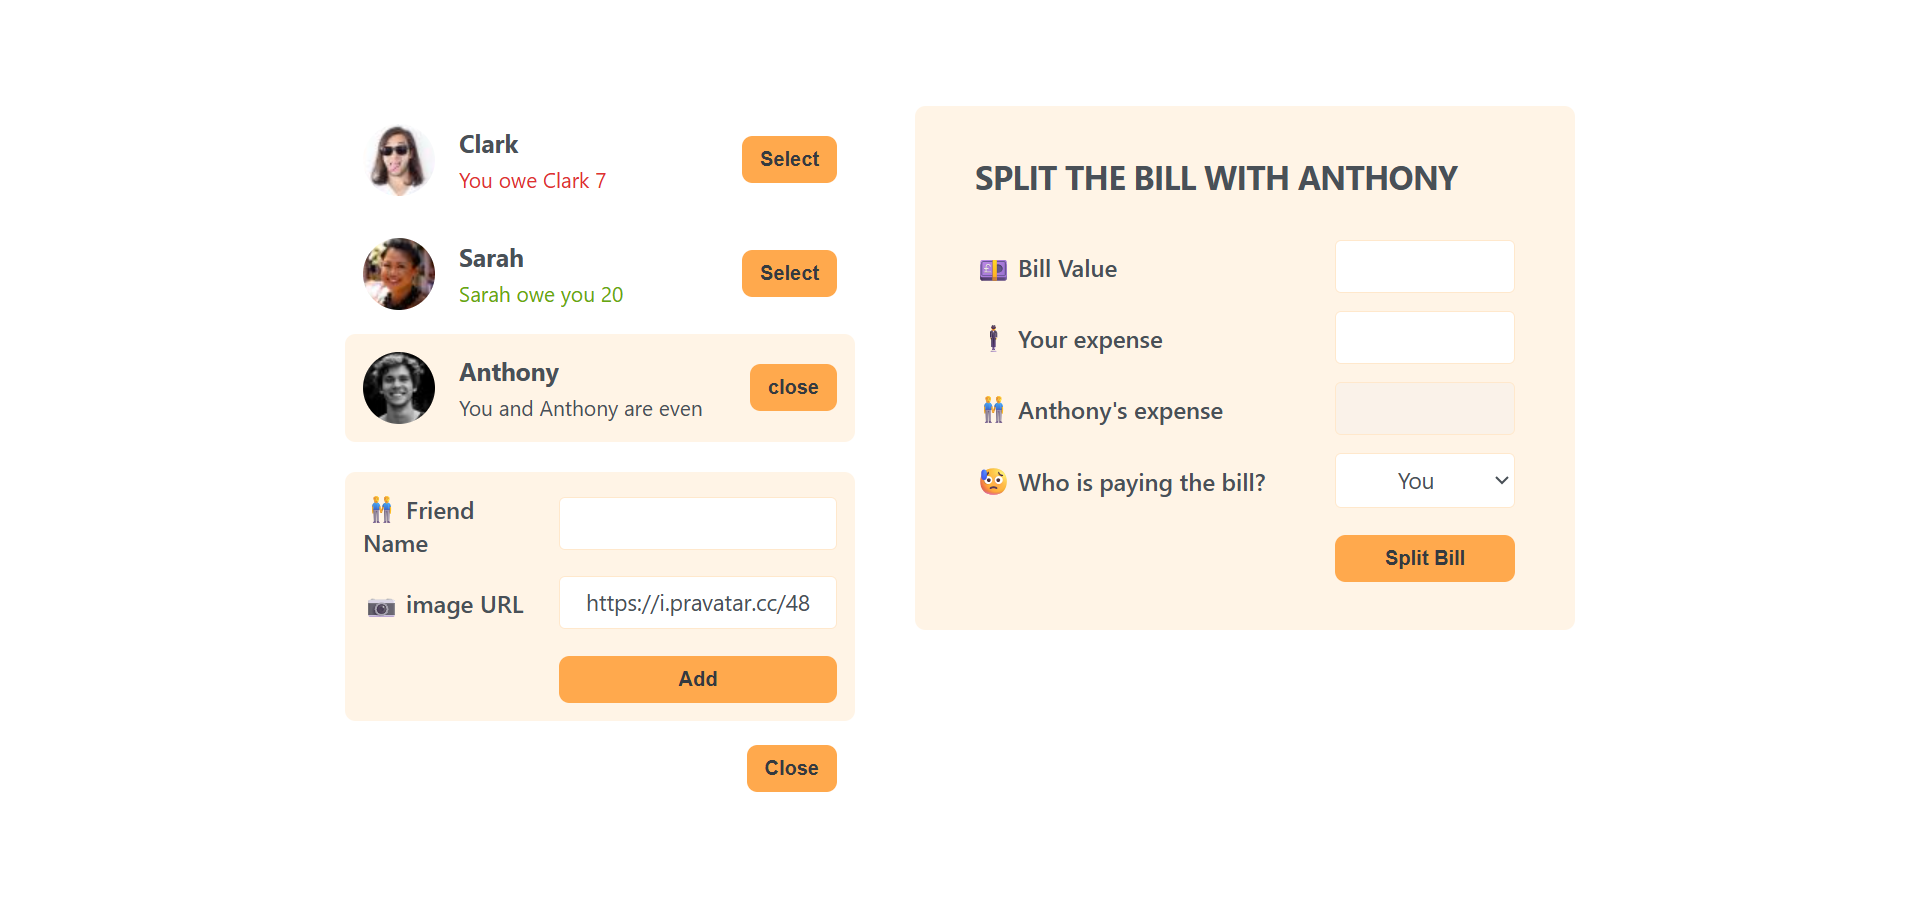 Clark
You owe Clark 7
Select
Sarah
Sarah owe you 20
Select
Anthony
You and Anthony are even
close
Friend
Name
image URL
https://i.pravatar.cc/48
Add
Close
SPLIT THE BILL WITH ANTHONY
Bill Value
Your expense
Anthony's expense
Who is paying the bill?
You
Split Bill